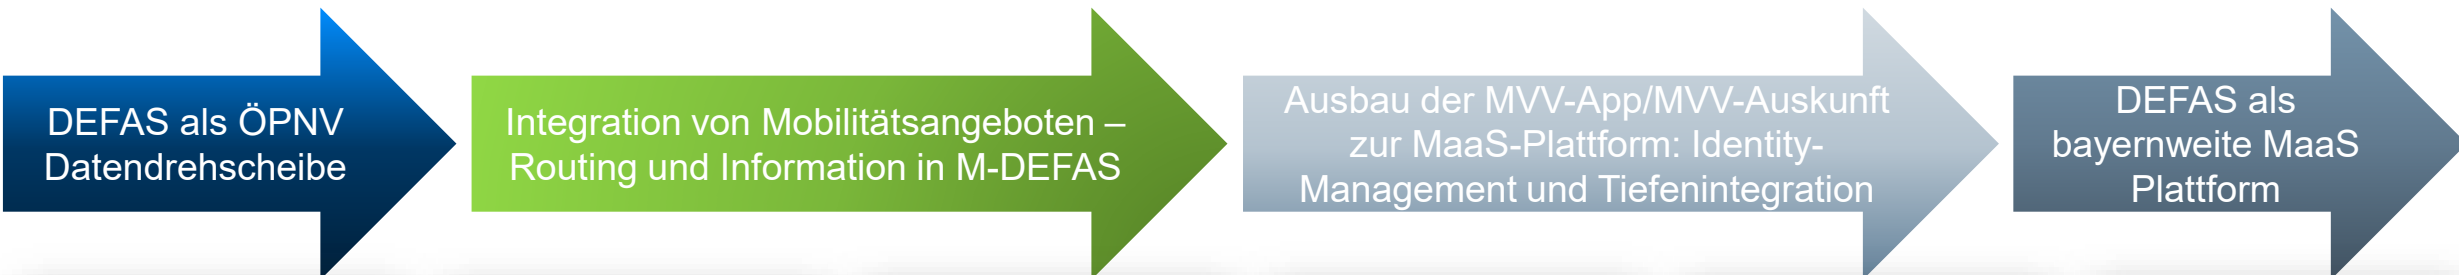 DEFAS als ÖPNV
Datendrehscheibe
Integration von Mobilitätsangeboten –
Routing und Information in M-DEFAS
Ausbau der MVV-App/MVV-Auskunft
zur MaaS-Plattform: Identity-
Management und Tiefenintegration
DEFAS als
bayernweite MaaS
Plattform